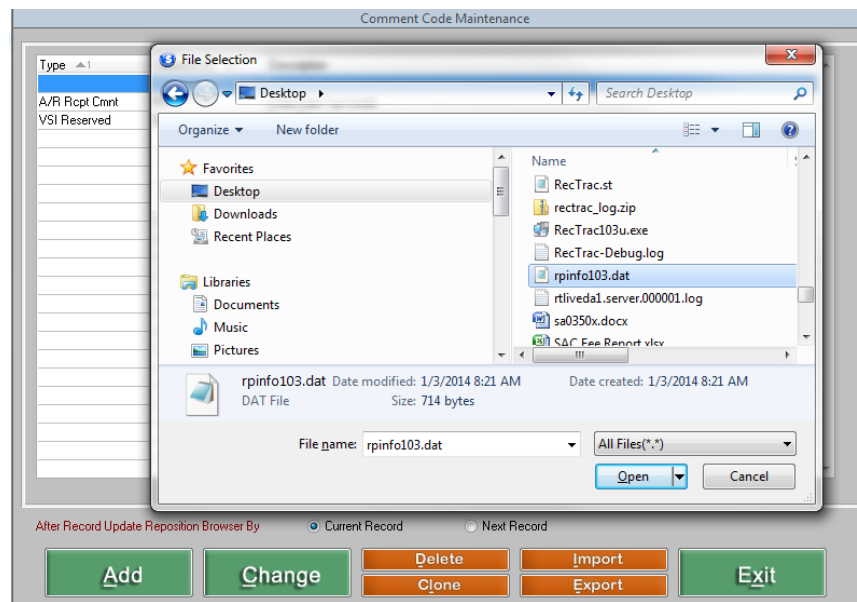 Comment Code Maintenance
Type 1
File Selection
Desktop
Search Desktop
Organize New folder
Favorites
Desktop
Downloads
Recent Places
Libraries
Documents
Music
Pictures
Name
RecTrac.st
rectrac_log.zip
RecTrac103u.exe
RecTrac-Debug.log
rpinfo103.dat
rtliveda1.server.000001.log
sa0350x.docx
SAC Fee Report.xlsx
A/R Rcpt Cmnt
VSI Reserved
rpinfo103.dat Date modified: 1/3/2014 8:21 AM Date created: 1/3/2014 8:21 AM
DAT File Size: 714 bytes
File name: rpinfo103.dat All Files(*.*)
Open Cancel
After Record Update Reposition Browser By Current Record Next Record
Add Change Delete Import Exit
Clone Export